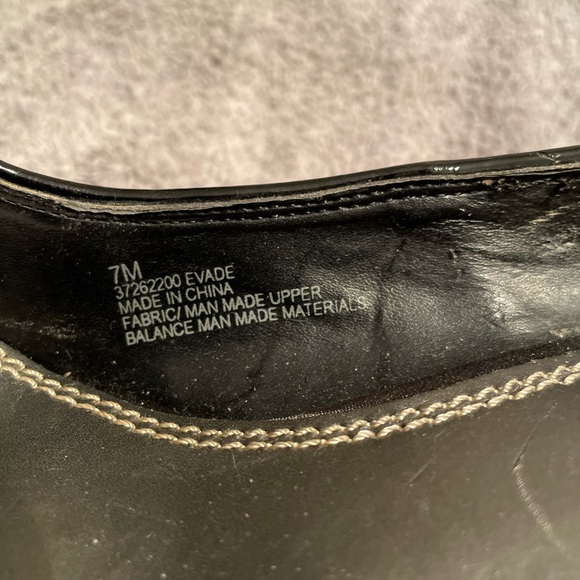 7M
37262200 EVADE
MADE IN CHINA
FABRIC/ MAN MADE UPPER
BALANCE MAN MADE MATERIALS